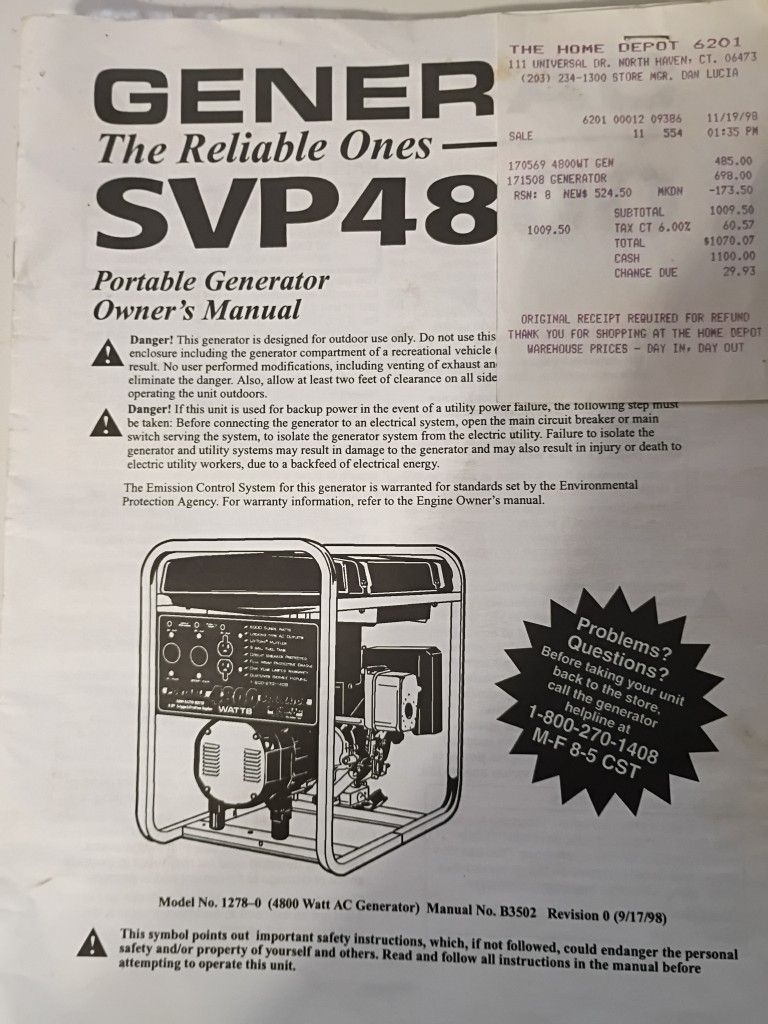 GENER
The Reliable Ones —
SVP48
Portable Generator
Owner's Manual
Danger! This generator is designed for outdoor use only. Do not use this
enclosure including the generator compartment of a recreational vehicle (
result. No user performed modifications, including venting of exhaust an
eliminate the danger. Also, allow at least two feet of clearance on all side
operating the unit outdoors.
Danger! If this unit is used for backup power in the event of a utility power failure, the following step must
be taken: Before connecting the generator to an electrical system, open the main circuit breaker or main
switch serving the system, to isolate the generator system from the electric utility. Failure to isolate the
generator and utility systems may result in damage to the generator and may also result in injury or death to
electric utility workers, due to a backfeed of electrical energy.
The Emission Control System for this generator is warranted for standards set by the Environmental
Protection Agency. For warranty information, refer to the Engine Owner's manual.
THE HOME DEPOT 6201
111 UNIVERSAL DR. NORTH HAVEN, CT. 06473
(203) 234-1300 STORE MGR. DAN LUCIA
6201 00012 09386 11/19/98
SALE 11 554 01:35 PM
170569 4800WT GEN 485.00
171508 GENERATOR 698.00
RSN: 8 NEW$ 524.50 MKDN -173.50
SUBTOTAL 1009.50
1009.50 TAX CT 6.00% 60.57
TOTAL $1070.07
CASH 1100.00
CHANGE DUE 29.93
ORIGINAL RECEIPT REQUIRED FOR REFUND
THANK YOU FOR SHOPPING AT THE HOME DEPOT
WAREHOUSE PRICES - DAY IN, DAY OUT
4800
WATTS
1-800-270-1408
Problems?
Questions?
Before taking your unit
back to the store,
call the generator
helpline at
1-800-270-1408
M-F 8-5 CST
Model No. 1278-0 (4800 Watt AC Generator) Manual No. B3502 Revision 0 (9/17/98)
This symbol points out important safety instructions, which, if not followed, could endanger the personal
safety and/or property of yourself and others. Read and follow all instructions in the manual before
attempting to operate this unit.